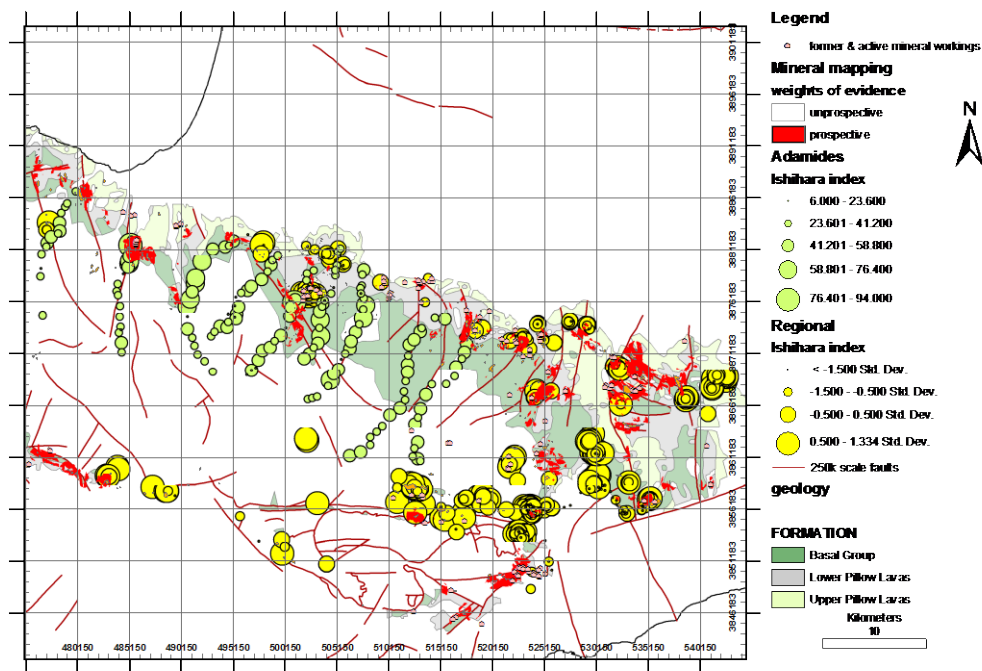 Legend
former & active mineral workings
Mineral mapping
weights of evidence
unprospective
prospective
Adamides
Ishihara index
6.000 - 23.600
23.601 - 41.200
41.201 - 58.800
58.801 - 76.400
76.401 - 94.000
Regional
Ishihara index
< -1.500 Std. Dev.
-1.500 - -0.500 Std. Dev.
-0.500 - 0.500 Std. Dev.
0.500 - 1.334 Std. Dev.
250k scale faults
geology
FORMATION
Basal Group
Lower Pillow Lavas
Upper Pillow Lavas
Kilometers
10
N
3901183
3896183
3891183
3886183
3881183
3876183
3871183
3866183
3861183
3856183
3851183
3846183
480150 485150 490150 495150 500150 505150 510150 515150 520150 525150 530150 535150 540150